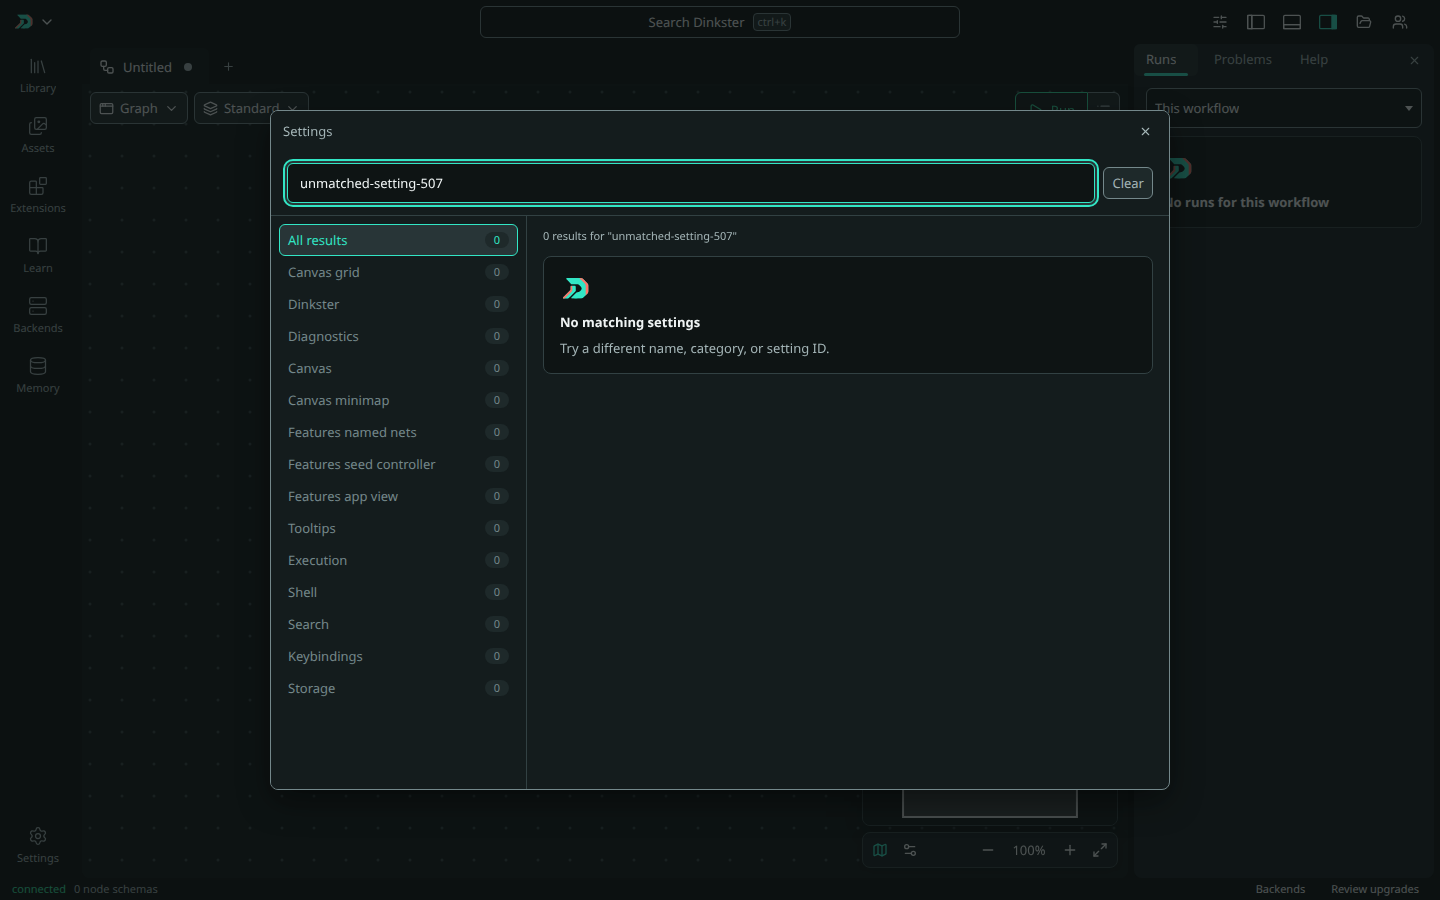 Search Dinkster ctrl+k
Library
Assets
Extensions
Learn
Backends
Memory
Settings
Untitled
Graph
Standard
Run
Runs
Problems
Help
This workflow
No runs for this workflow
Settings
unmatched-setting-507
Clear
All results 0
Canvas grid 0
Dinkster 0
Diagnostics 0
Canvas 0
Canvas minimap 0
Features named nets 0
Features seed controller 0
Features app view 0
Tooltips 0
Execution 0
Shell 0
Search 0
Keybindings 0
Storage 0
0 results for "unmatched-setting-507"
No matching settings
Try a different name, category, or setting ID.
100%
connected 0 node schemas
Backends
Review upgrades